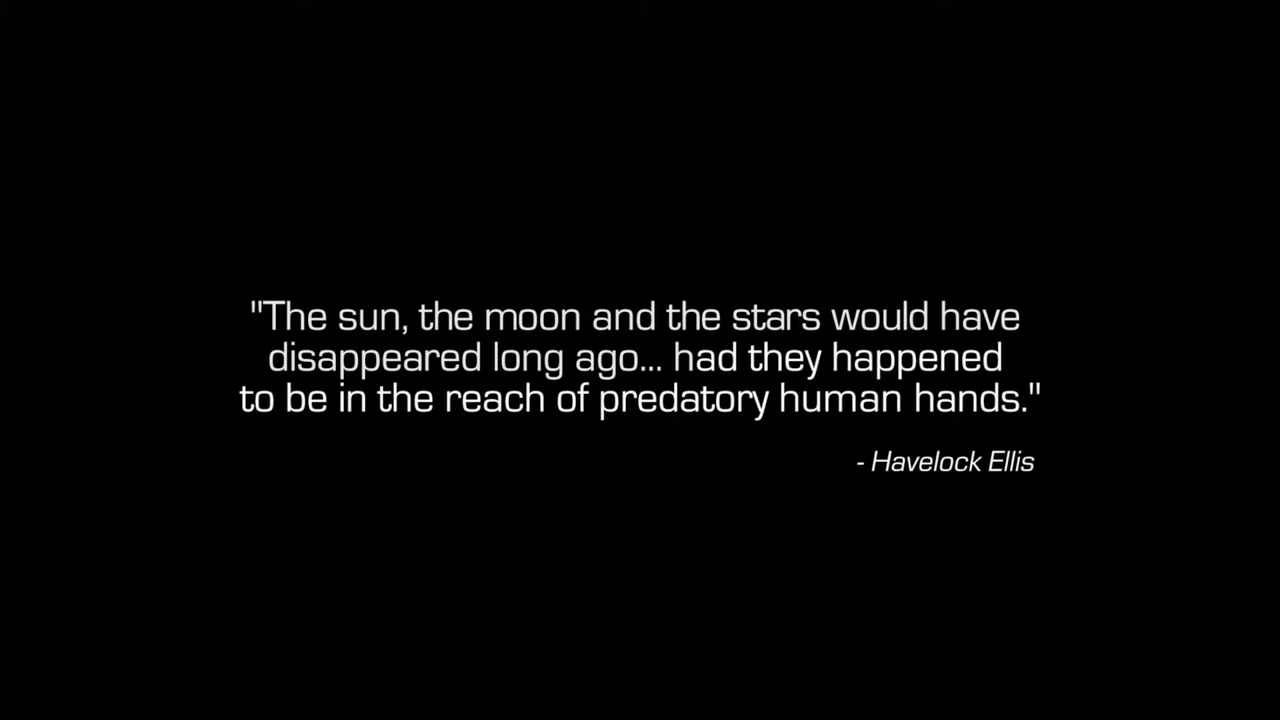 "The sun, the moon and the stars would have
disappeared long ago... had they happened
to be in the reach of predatory human hands."
- Havelock Ellis